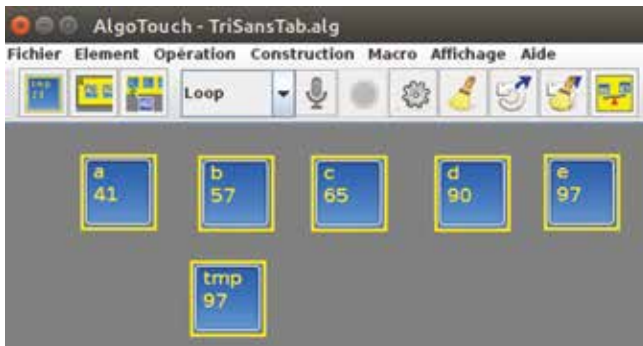 AlgoTouch - TriSansTab.alg
Fichier Element Opération Construction Macro Affichage Aide
Loop
a b c d e
41 57 65 90 97
tmp
97